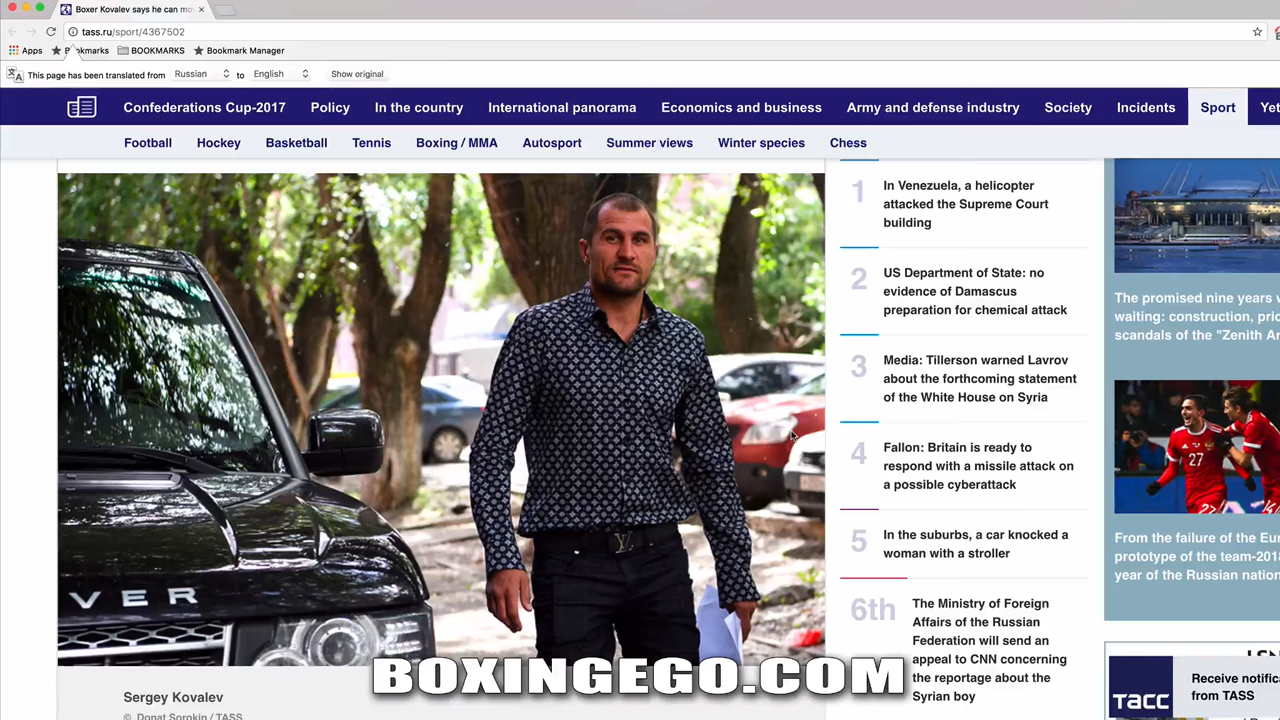 Boxer Kovalev says he can mo
tass.ru/sport/4367502
Apps Bookmarks BOOKMARKS Bookmark Manager
This page has been translated from Russian to English Show original
Confederations Cup-2017 Policy In the country International panorama Economics and business Army and defense industry Society Incidents Sport Yet
Football Hockey Basketball Tennis Boxing / MMA Autosport Summer views Winter species Chess
VER
Sergey Kovalev
© Donat Sorokin / TASS
1
In Venezuela, a helicopter
attacked the Supreme Court
building
2
US Department of State: no
evidence of Damascus
preparation for chemical attack
3
Media: Tillerson warned Lavrov
about the forthcoming statement
of the White House on Syria
4
Fallon: Britain is ready to
respond with a missile attack on
a possible cyberattack
5
In the suburbs, a car knocked a
woman with a stroller
6th
The Ministry of Foreign
Affairs of the Russian
Federation will send an
appeal to CNN concerning
the reportage about the
Syrian boy
The promised nine years
waiting: construction,
scandals of the "Zenith
27
From the failure of the
prototype of the
year of the Russian
TACC
Receive
from TASS
BOXINGEGO.COM